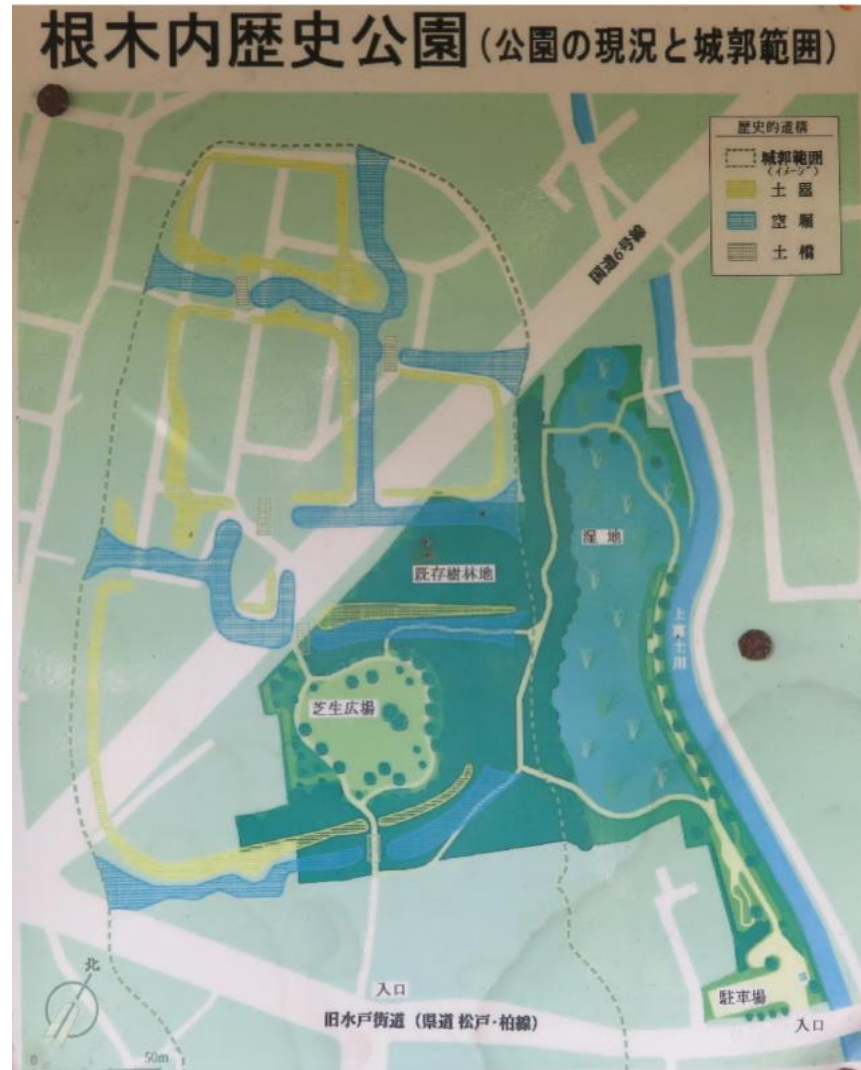 根木内歴史公園(公園の現況と城郭範囲)
歴史的遺構
城郭範囲
(イメージ)
土塁
空堀
土橋
国道6号線
湿地
既存樹林地
上富士川
芝生広場
北
入口
駐車場
旧水戸街道(県道 松戸・柏線)
入口
0
50m